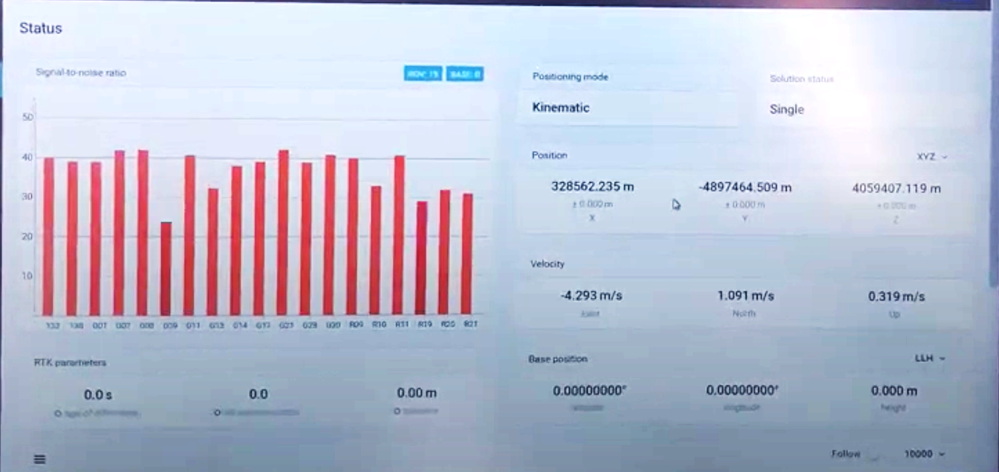 Status
Signal-to-noise ratio
ROV: 19 BASE: 0
50
40
30
20
10
133 138 G01 G07 G08 G09 G11 G13 G14 G17 G21 G28 G30 R09 R10 R11 R19 R20 R21
RTK parameters
0.0 s 0.0 0.00 m
age of differential
baseline
Positioning mode Solution status
Kinematic Single
Position XYZ
328562.235 m -4897464.509 m 4059407.119 m
± 0.000 m ± 0.000 m ± 0.000 m
X Y Z
Velocity
-4.293 m/s 1.091 m/s 0.319 m/s
East North Up
Base position LLH
0.00000000° 0.00000000° 0.000 m
latitude longitude height
Follow 10000